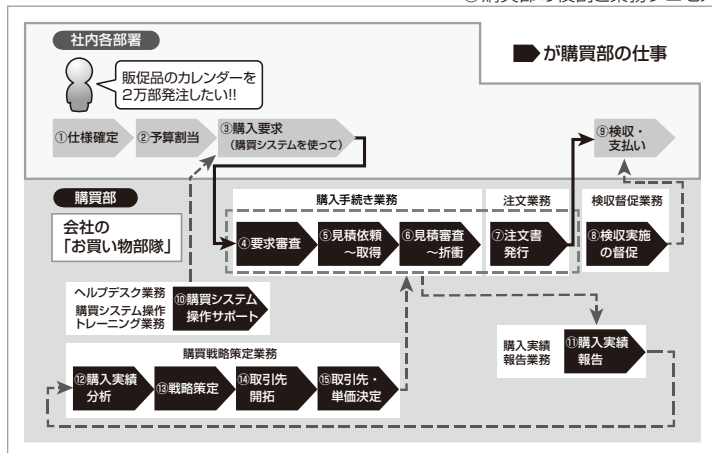 社内各部署
が購買部の仕事
販促品のカレンダーを
2万部発注したい!!
①仕様確定
②予算割当
③購入要求
(購買システムを使って)
⑨検収・
支払い
購買部
会社の
「お買い物部隊」
購入手続き業務
注文業務
検収督促業務
④要求審査
⑤見積依頼
～取得
⑥見積審査
～折衝
⑦注文書
発行
⑧検収実施
の督促
ヘルプデスク業務
購買システム操作
トレーニング業務
⑩購買システム
操作サポート
購入実績
報告業務
⑪購入実績
報告
購買戦略策定業務
⑫購入実績
分析
⑬戦略策定
⑭取引先
開拓
⑮取引先・
単価決定